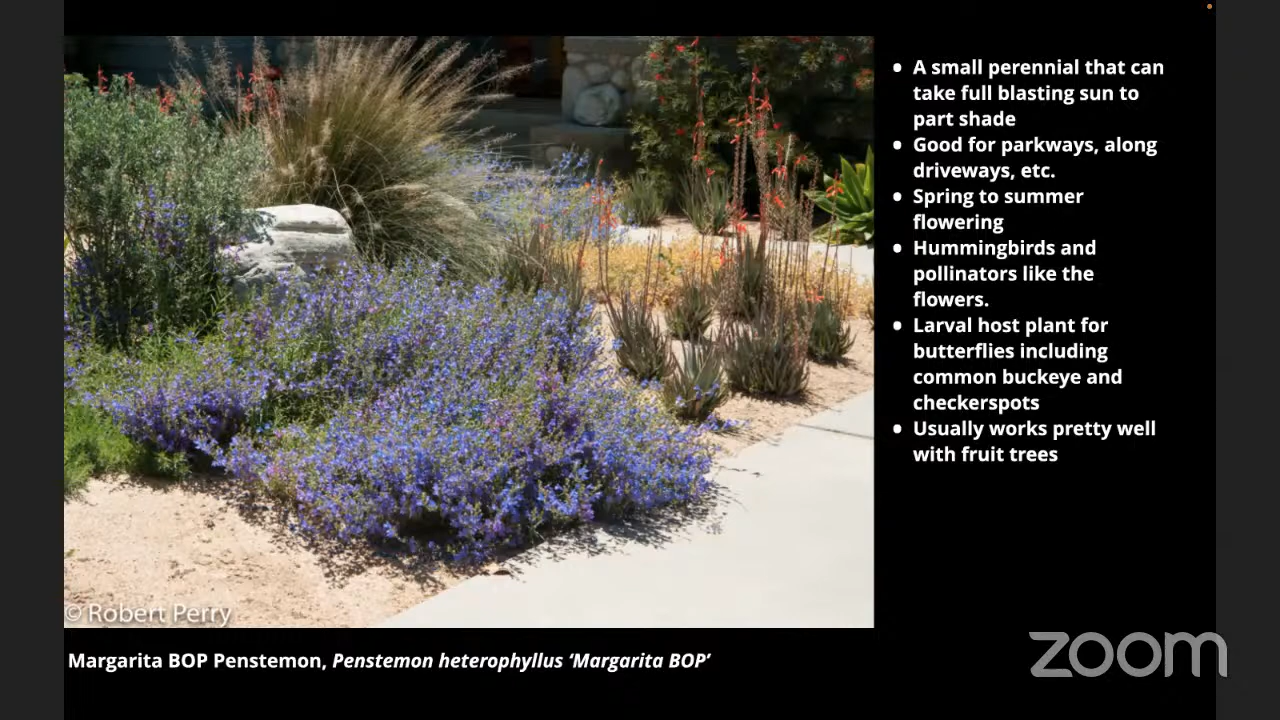 • A small perennial that can
take full blasting sun to
part shade
• Good for parkways, along
driveways, etc.
• Spring to summer
flowering
• Hummingbirds and
pollinators like the
flowers.
• Larval host plant for
butterflies including
common buckeye and
checkerspots
• Usually works pretty well
with fruit trees
© Robert Perry
Margarita BOP Penstemon, Penstemon heterophyllus ‘Margarita BOP’
zoom